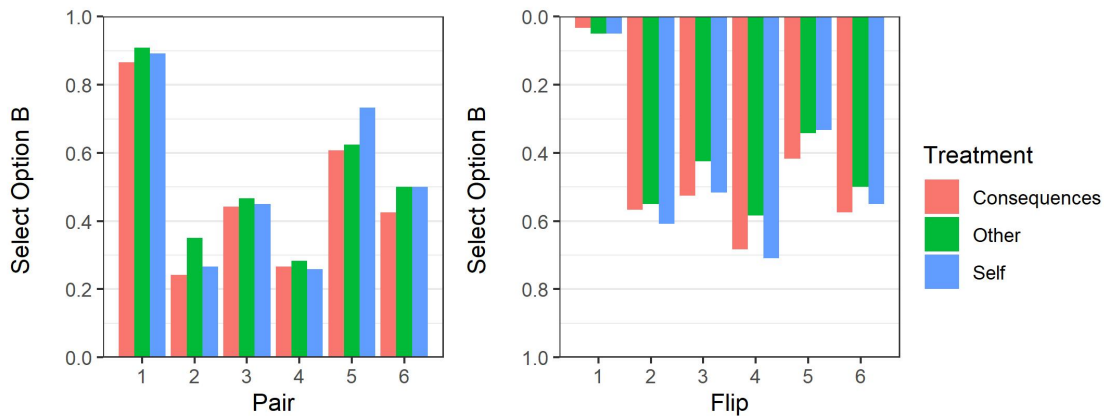 Select Option B
1.0
0.8
0.6
0.4
0.2
0.0
1 2 3 4 5 6
Pair
Select Option B
0.0
0.2
0.4
0.6
0.8
1.0
1 2 3 4 5 6
Flip
Treatment
Consequences
Other
Self